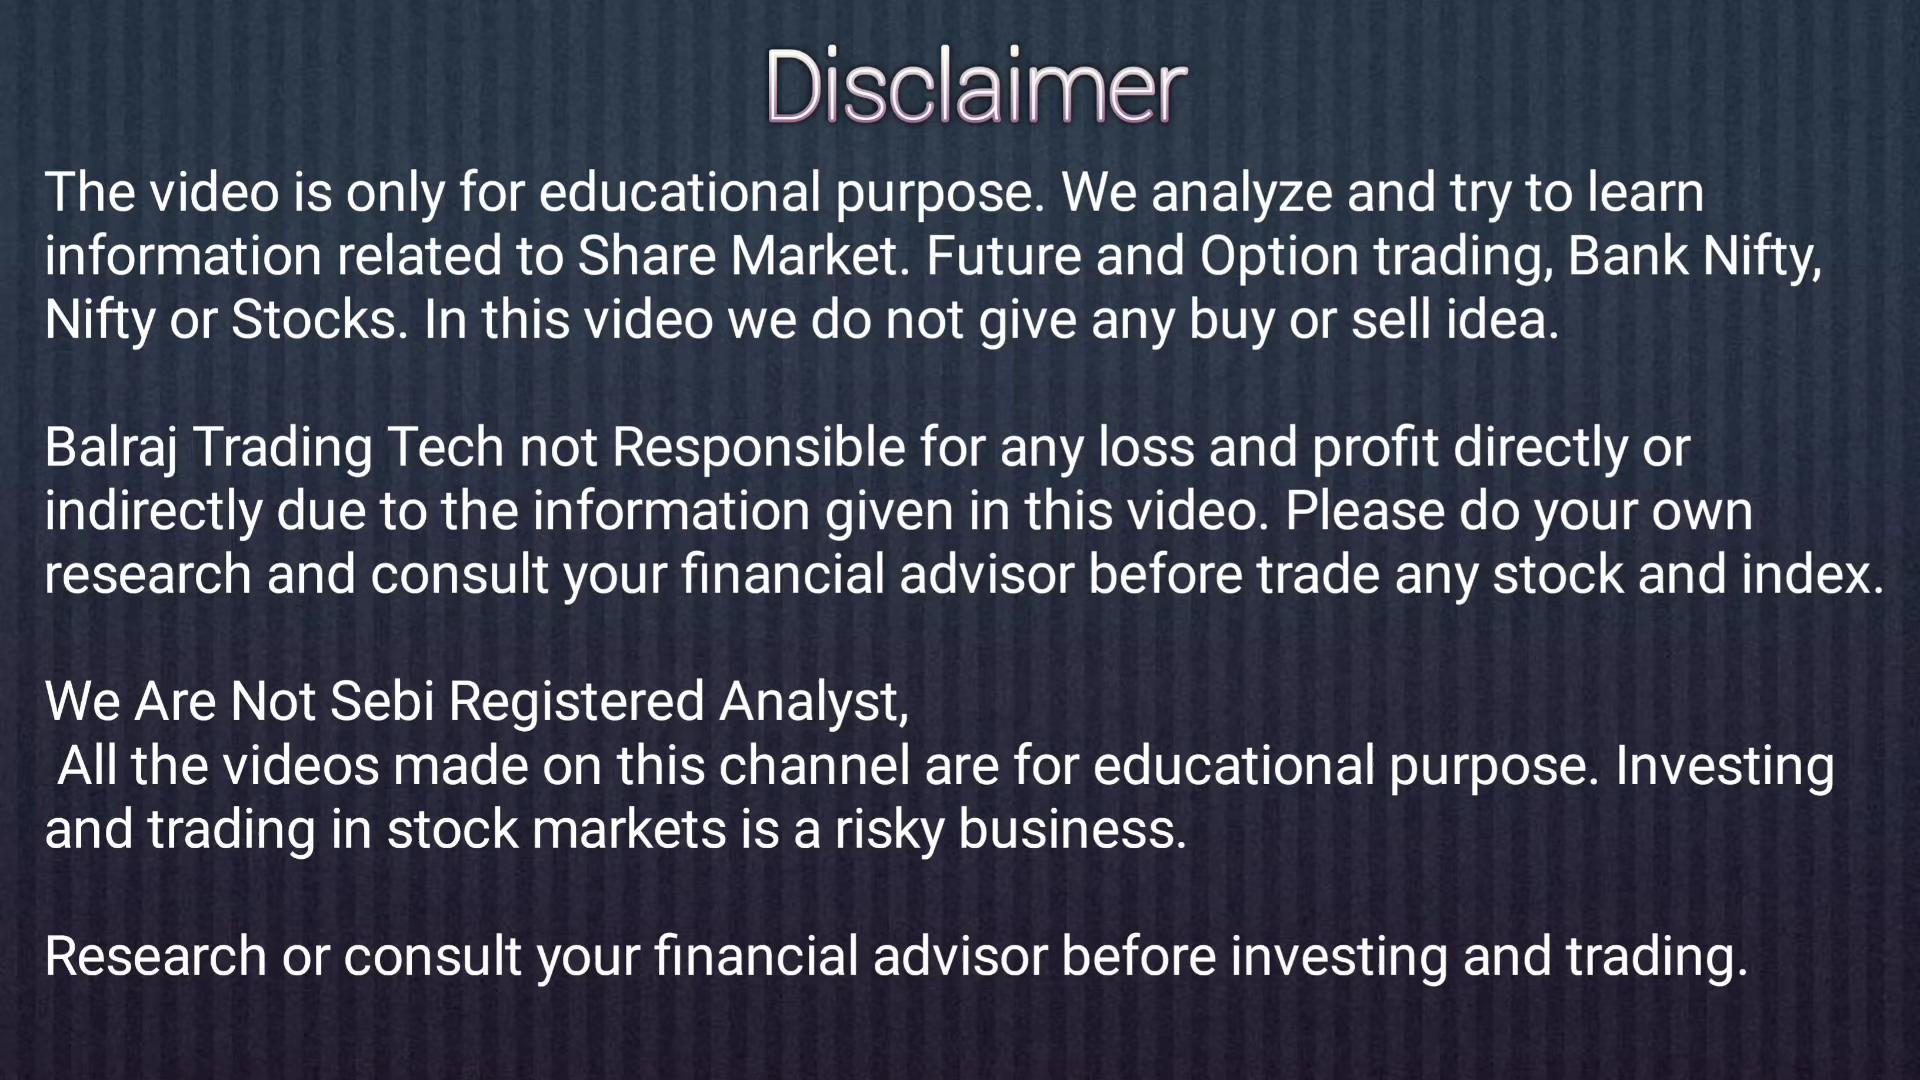 Disclaimer
The video is only for educational purpose. We analyze and try to learn
information related to Share Market. Future and Option trading, Bank Nifty,
Nifty or Stocks. In this video we do not give any buy or sell idea.
Balraj Trading Tech not Responsible for any loss and profit directly or
indirectly due to the information given in this video. Please do your own
research and consult your financial advisor before trade any stock and index.
We Are Not Sebi Registered Analyst,
All the videos made on this channel are for educational purpose. Investing
and trading in stock markets is a risky business.
Research or consult your financial advisor before investing and trading.